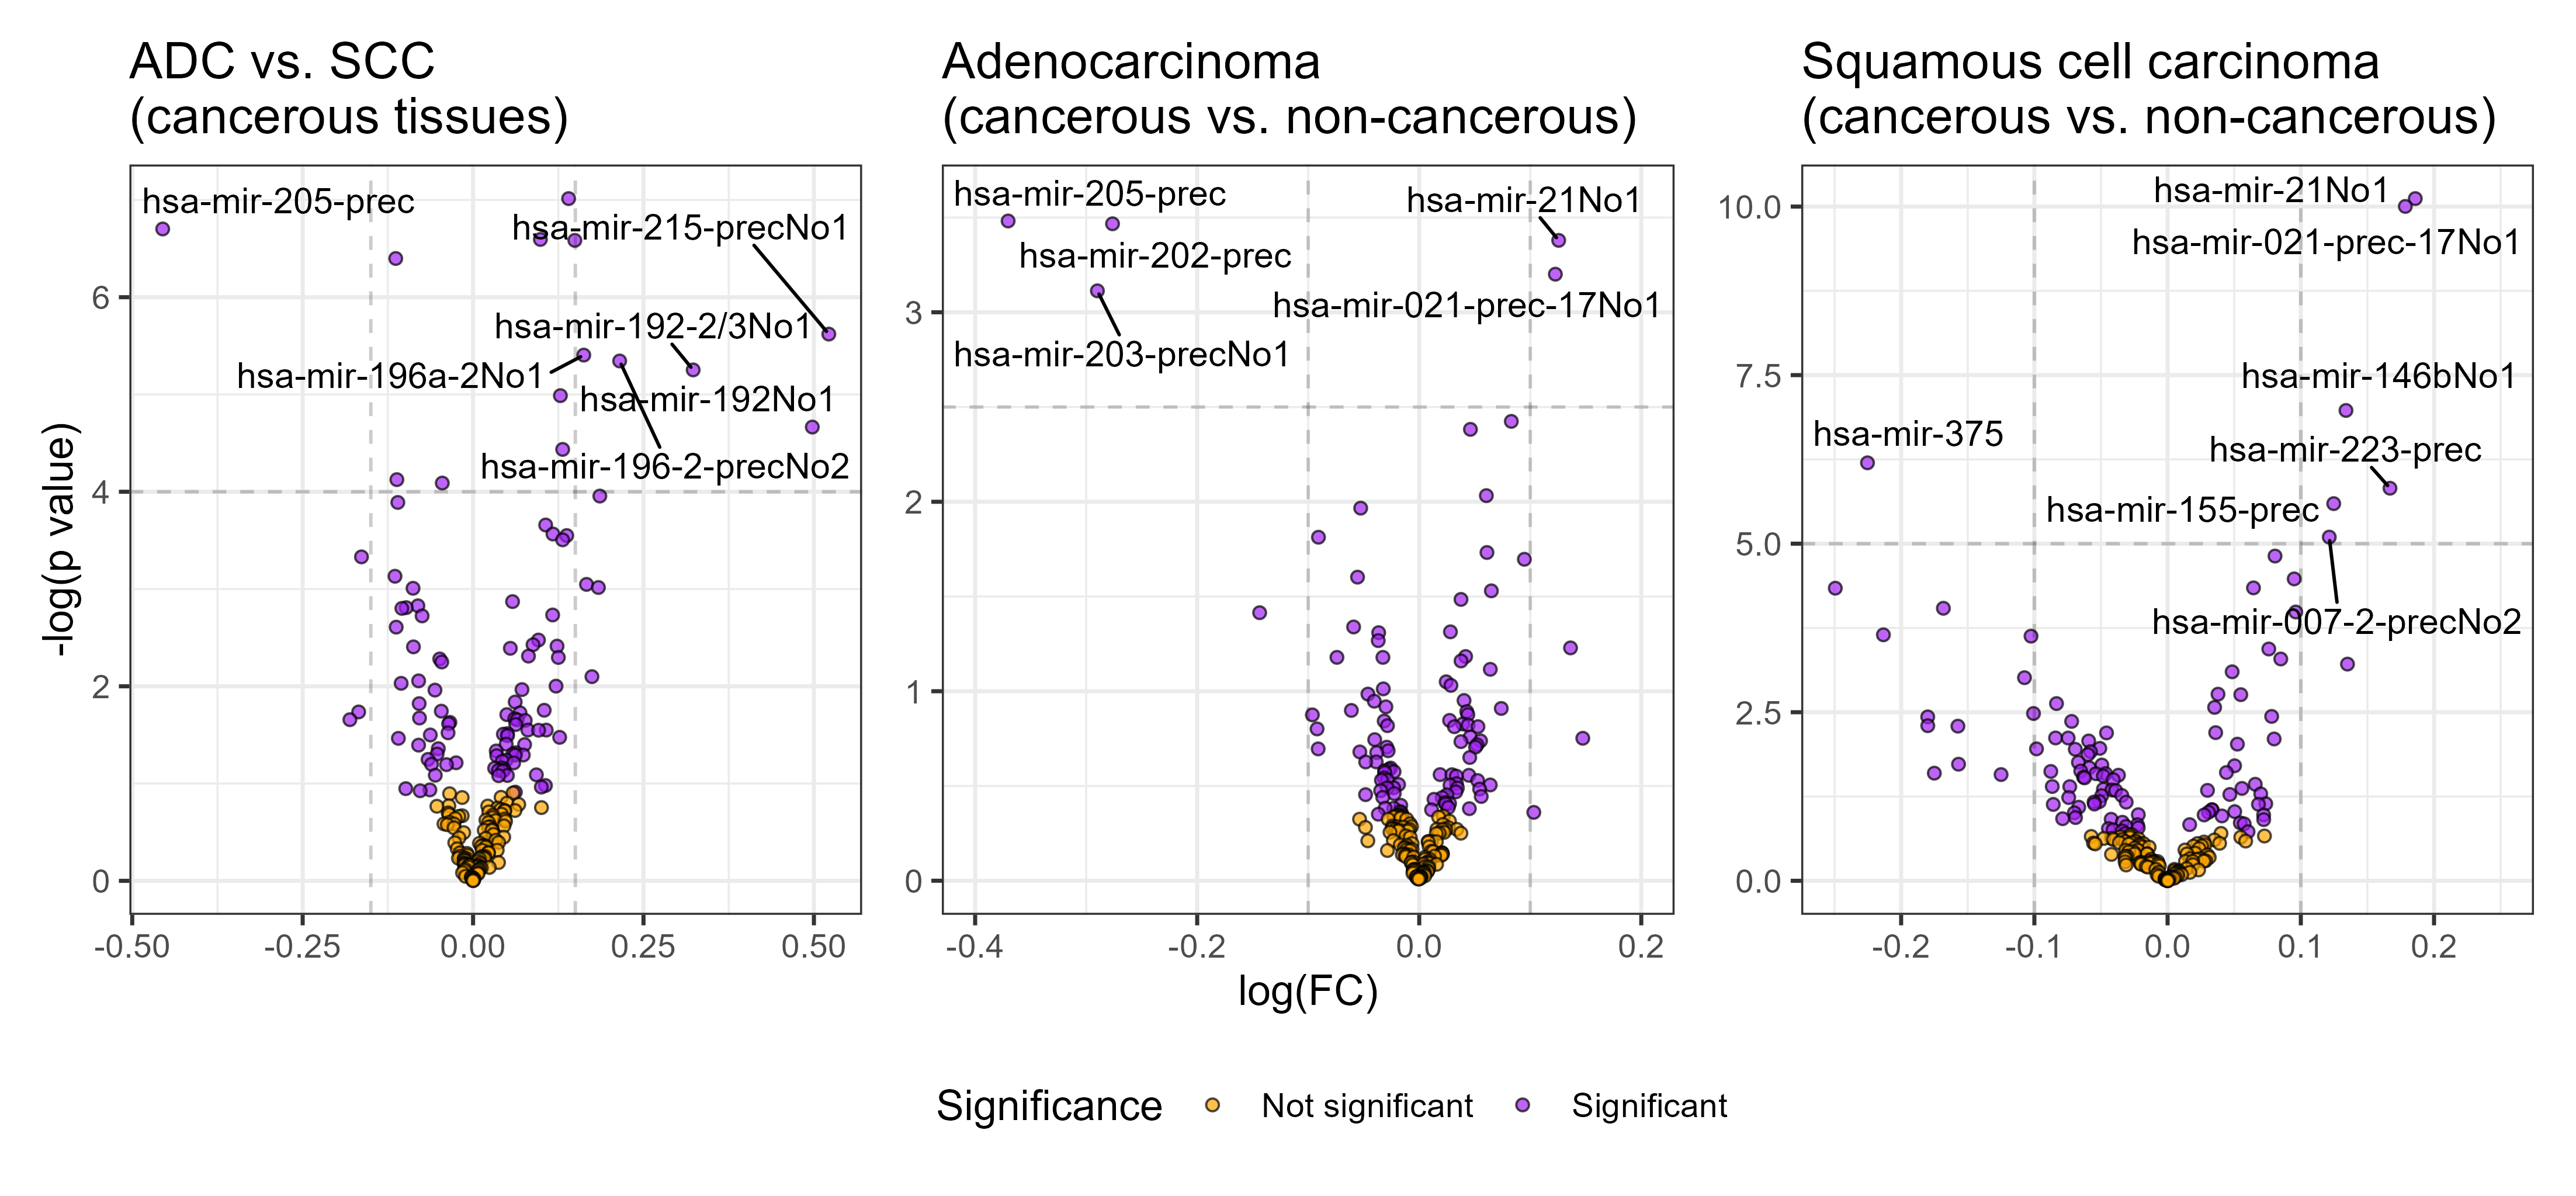 ADC vs. SCC
(cancerous tissues)
Adenocarcinoma
(cancerous vs. non-cancerous)
Squamous cell carcinoma
(cancerous vs. non-cancerous)
-log(p value)
6
4
2
0
hsa-mir-205-prec
hsa-mir-215-precNo1
hsa-mir-192-2/3No1
hsa-mir-196a-2No1
hsa-mir-192No1
hsa-mir-196-2-precNo2
-0.50
-0.25
0.00
0.25
0.50
3
2
1
0
hsa-mir-205-prec
hsa-mir-21No1
hsa-mir-202-prec
hsa-mir-021-prec-17No1
hsa-mir-203-precNo1
-0.4
-0.2
0.0
0.2
10.0
7.5
5.0
2.5
0.0
hsa-mir-21No1
hsa-mir-021-prec-17No1
hsa-mir-146bNo1
hsa-mir-375
hsa-mir-223-prec
hsa-mir-155-prec
hsa-mir-007-2-precNo2
-0.2
-0.1
0.0
0.1
0.2
log(FC)
Significance
Not significant
Significant